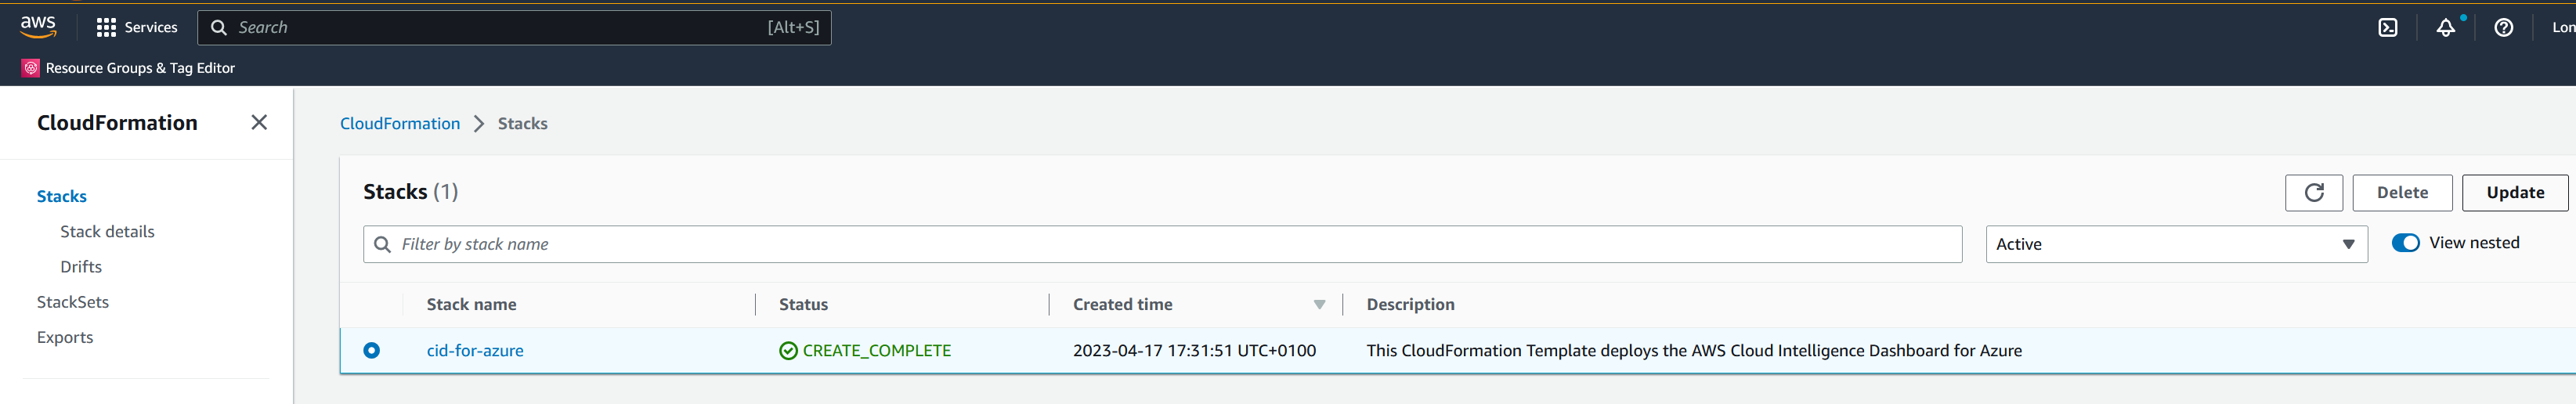 aws
Services
Search
[Alt+S]
Lon
Resource Groups & Tag Editor
CloudFormation
Stacks
Stack details
Drifts
StackSets
Exports
CloudFormation
Stacks
Stacks (1)
Delete
Update
Filter by stack name
Active
View nested
Stack name
Status
Created time
Description
cid-for-azure
CREATE_COMPLETE
2023-04-17 17:31:51 UTC+0100
This CloudFormation Template deploys the AWS Cloud Intelligence Dashboard for Azure